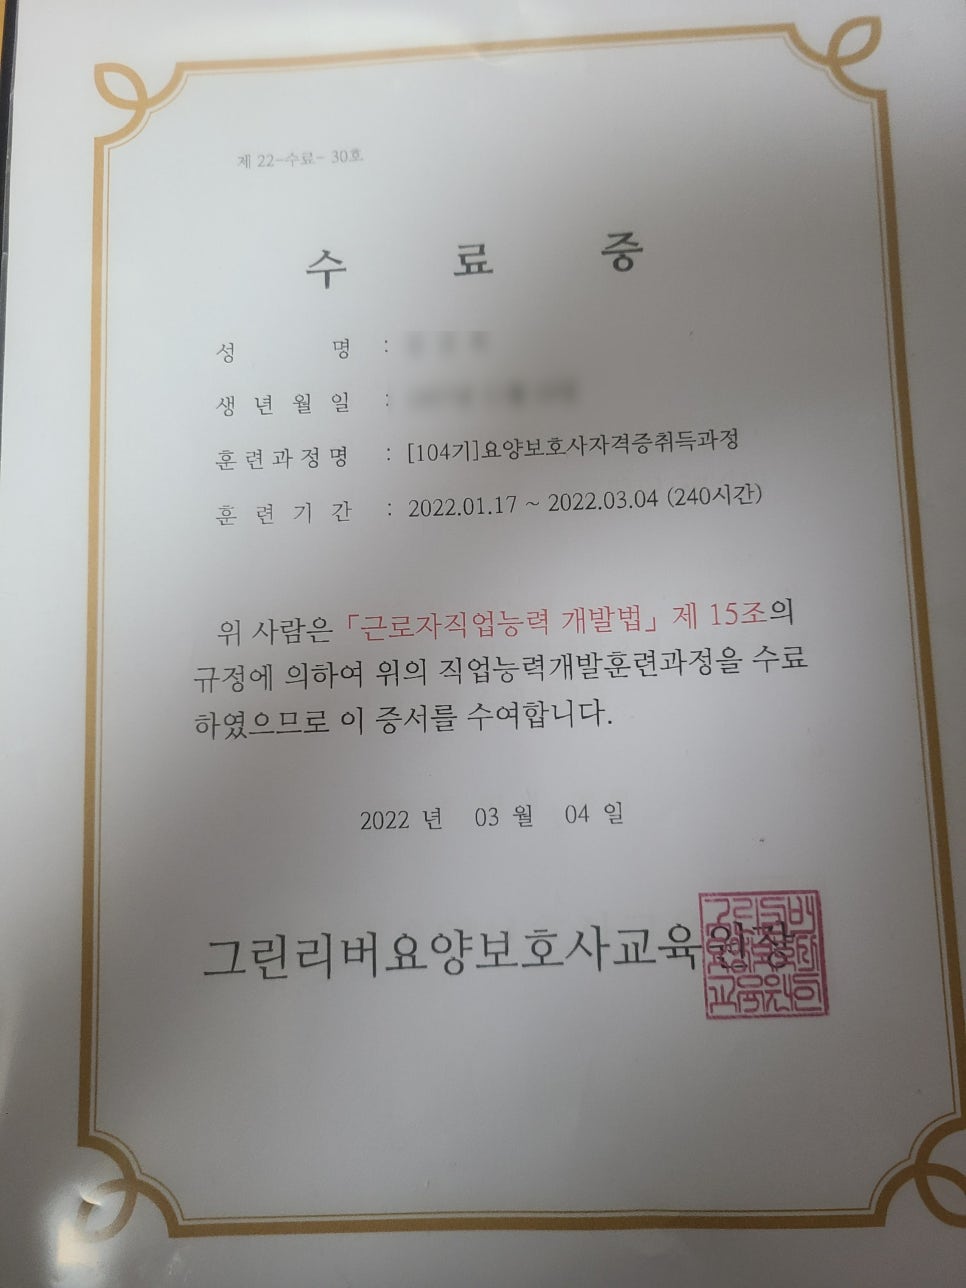 제 22-수료- 30호
수 료 증
성 명 :
생 년 월 일 :
훈련과정명 : [104기]요양보호사자격증취득과정
훈 련 기 간 : 2022.01.17 ~ 2022.03.04 (240시간)
위 사람은 「근로자직업능력 개발법」 제 15조의
규정에 의하여 위의 직업능력개발훈련과정을 수료
하였으므로 이 증서를 수여합니다.
2022 년 03 월 04 일
그린리버요양보호사교육원장